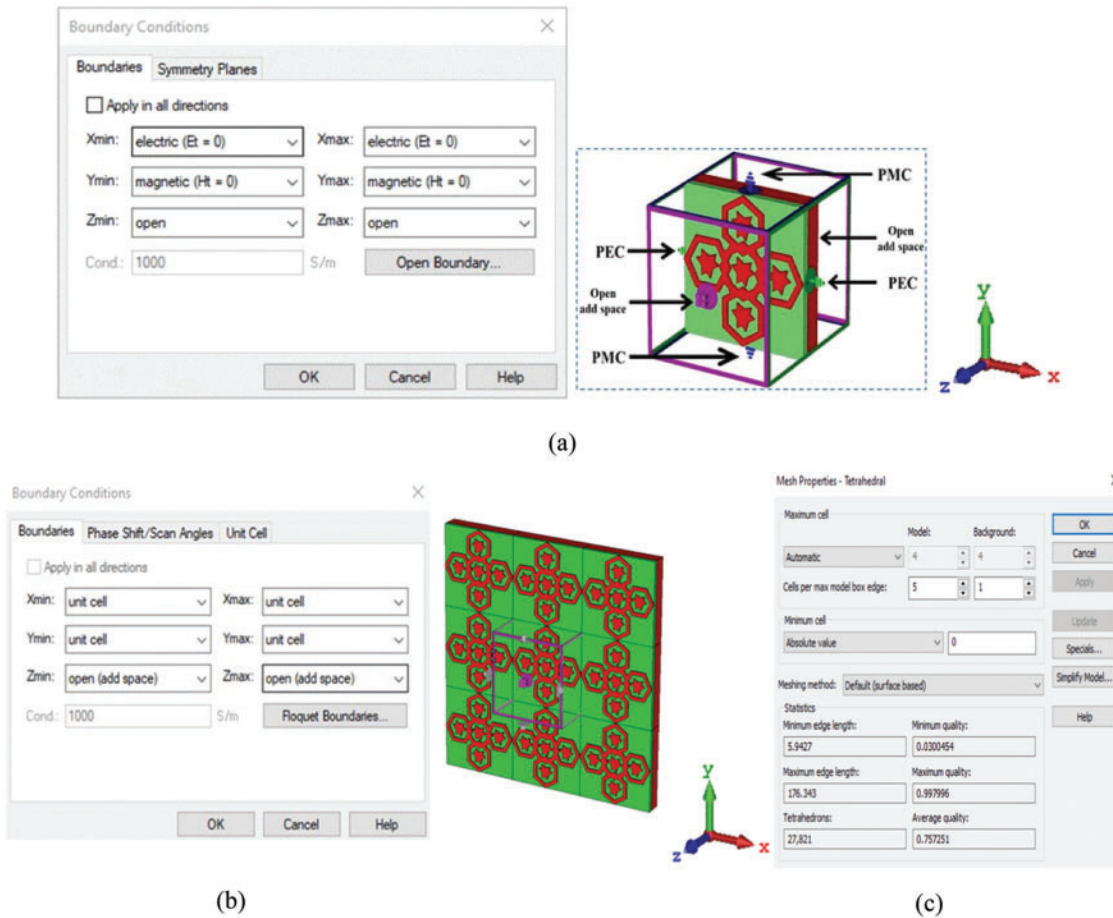 Boundary Conditions
Boundaries Symmetry Planes
Apply in all directions
Xmin: electric (Et = 0) Xmax: electric (Et = 0)
Ymin: magnetic (Ht = 0) Ymax: magnetic (Ht = 0)
Zmin: open Zmax: open
Cond.: 1000 S/m Open Boundary...
OK Cancel Help
PMC
Open
add space
PEC
PEC
Open
add space
PMC
y
z x
(a)
Boundary Conditions
Boundaries Phase Shift/Scan Angles Unit Cell
Apply in all directions
Xmin: unit cell Xmax: unit cell
Ymin: unit cell Ymax: unit cell
Zmin: open (add space) Zmax: open (add space)
Cond.: 1000 S/m Floquet Boundaries...
OK Cancel Help
y
z x
(b)
Mesh Properties - Tetrahedral
Maximum cell
Model: Background:
Automatic 4 4
Cells per max model box edge: 5 1
Minimum cell
Absolute value 0
Meshing method: Default (surface based)
Statistics
Minimum edge length: Minimum quality:
5.9427 0.0300454
Maximum edge length: Maximum quality:
176.343 0.997996
Tetrahedrons: Average quality:
27,821 0.757251
OK
Cancel
Apply
Update
Specials...
Simplify Model...
Help
(c)